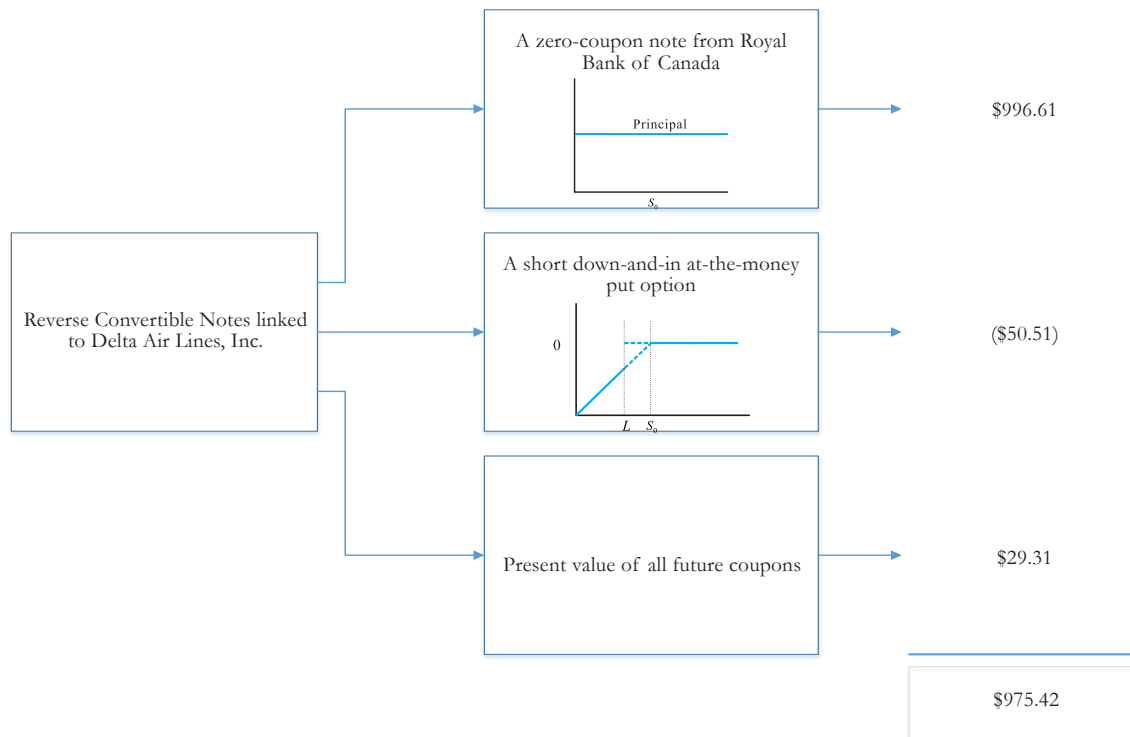 A zero-coupon note from Royal
Bank of Canada
Principal
S₀
$996.61
Reverse Convertible Notes linked
to Delta Air Lines, Inc.
A short down-and-in at-the-money
put option
0
L S₀
($50.51)
Present value of all future coupons
$29.31
$975.42